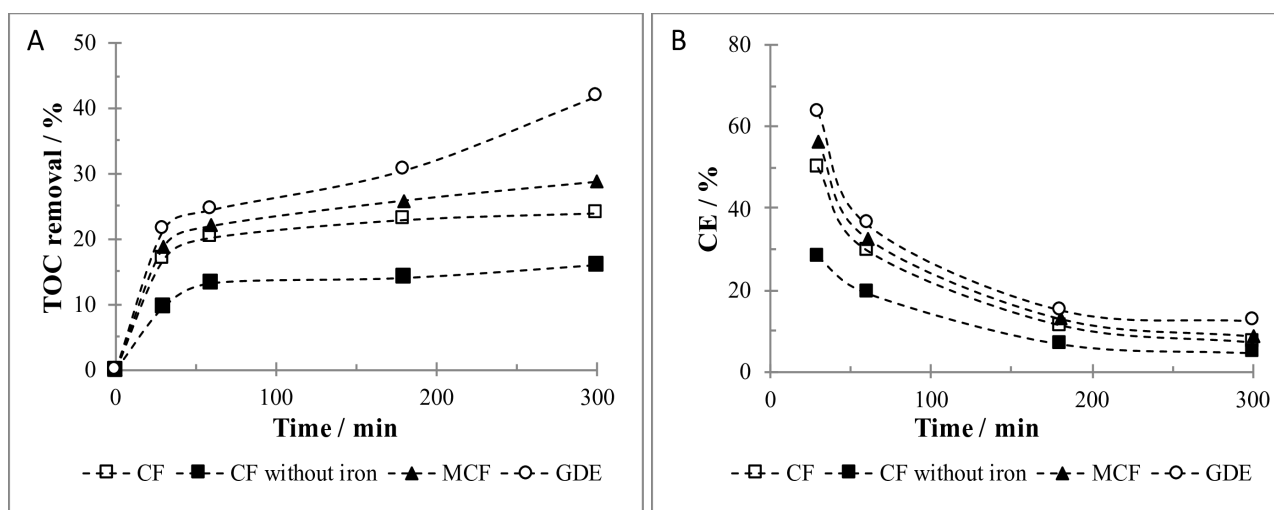 A
TOC removal / %
50
40
30
20
10
0
0 100 200 300
Time / min
CF CF without iron MCF GDE
B
CE / %
80
60
40
20
0
0 100 200 300
Time / min
CF CF without iron MCF GDE